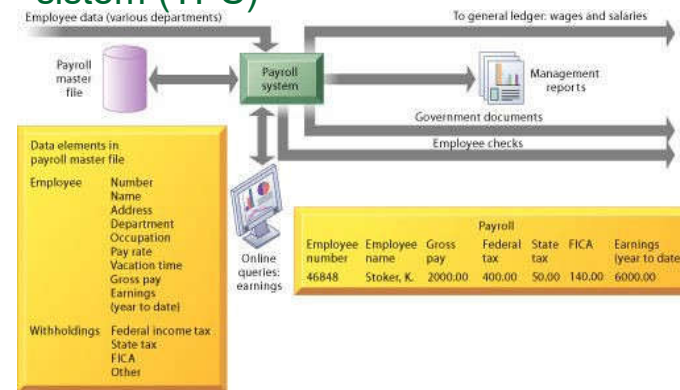 sistem (TPS)
Employee data (various departments)
To general ledger: wages and salaries
Payroll
master
file
Payroll
system
Management
reports
Government documents
Employee checks
Data elements in
payroll master file
Employee Number
Name
Address
Department
Occupation
Pay rate
Vacation time
Gross pay
Earnings
(year to date)
Withholdings Federal income tax
State tax
FICA
Other
Online
queries:
earnings
Payroll
Employee Employee Gross Federal State FICA Earnings
number name pay tax tax (year to date
46848 Stoker, K. 2000.00 400.00 50.00 140.00 6000.00